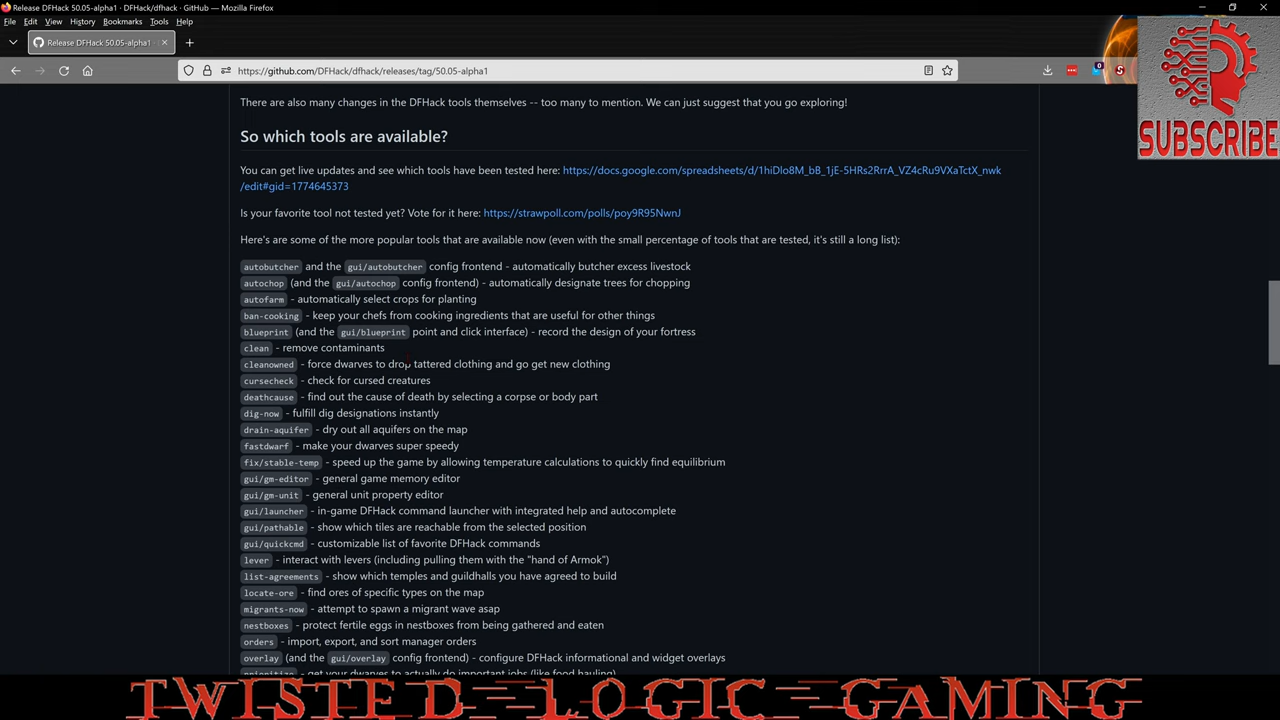 Release DFHack 50.05-alpha1 · DFHack/dfhack · GitHub — Mozilla Firefox
File Edit View History Bookmarks Tools Help
Release DFHack 50.05-alpha1 ·
https://github.com/DFHack/dfhack/releases/tag/50.05-alpha1
0
SUBSCRIBE
There are also many changes in the DFHack tools themselves -- too many to mention. We can just suggest that you go exploring!
So which tools are available?
You can get live updates and see which tools have been tested here: https://docs.google.com/spreadsheets/d/1hiDlo8M_bB_1jE-5HRs2RrrA_VZ4cRu9VXaTctX_nwk
/edit#gid=1774645373
Is your favorite tool not tested yet? Vote for it here: https://strawpoll.com/polls/poy9R95NwnJ
Here's are some of the more popular tools that are available now (even with the small percentage of tools that are tested, it's still a long list):
autobutcher and the gui/autobutcher config frontend - automatically butcher excess livestock
autochop (and the gui/autochop config frontend) - automatically designate trees for chopping
autofarm - automatically select crops for planting
ban-cooking - keep your chefs from cooking ingredients that are useful for other things
blueprint (and the gui/blueprint point and click interface) - record the design of your fortress
clean - remove contaminants
cleanowned - force dwarves to drop tattered clothing and go get new clothing
cursecheck - check for cursed creatures
deathcause - find out the cause of death by selecting a corpse or body part
dig-now - fulfill dig designations instantly
drain-aquifer - dry out all aquifers on the map
fastdwarf - make your dwarves super speedy
fix/stable-temp - speed up the game by allowing temperature calculations to quickly find equilibrium
gui/gm-editor - general game memory editor
gui/gm-unit - general unit property editor
gui/launcher - in-game DFHack command launcher with integrated help and autocomplete
gui/pathable - show which tiles are reachable from the selected position
gui/quickcmd - customizable list of favorite DFHack commands
lever - interact with levers (including pulling them with the "hand of Armok")
list-agreements - show which temples and guildhalls you have agreed to build
locate-ore - find ores of specific types on the map
migrants-now - attempt to spawn a migrant wave asap
nestboxes - protect fertile eggs in nestboxes from being gathered and eaten
orders - import, export, and sort manager orders
overlay (and the gui/overlay config frontend) - configure DFHack informational and widget overlays
prioritize - get your dwarves to actually do important jobs (like food hauling)
TWISTED-LOGIC-GAMING